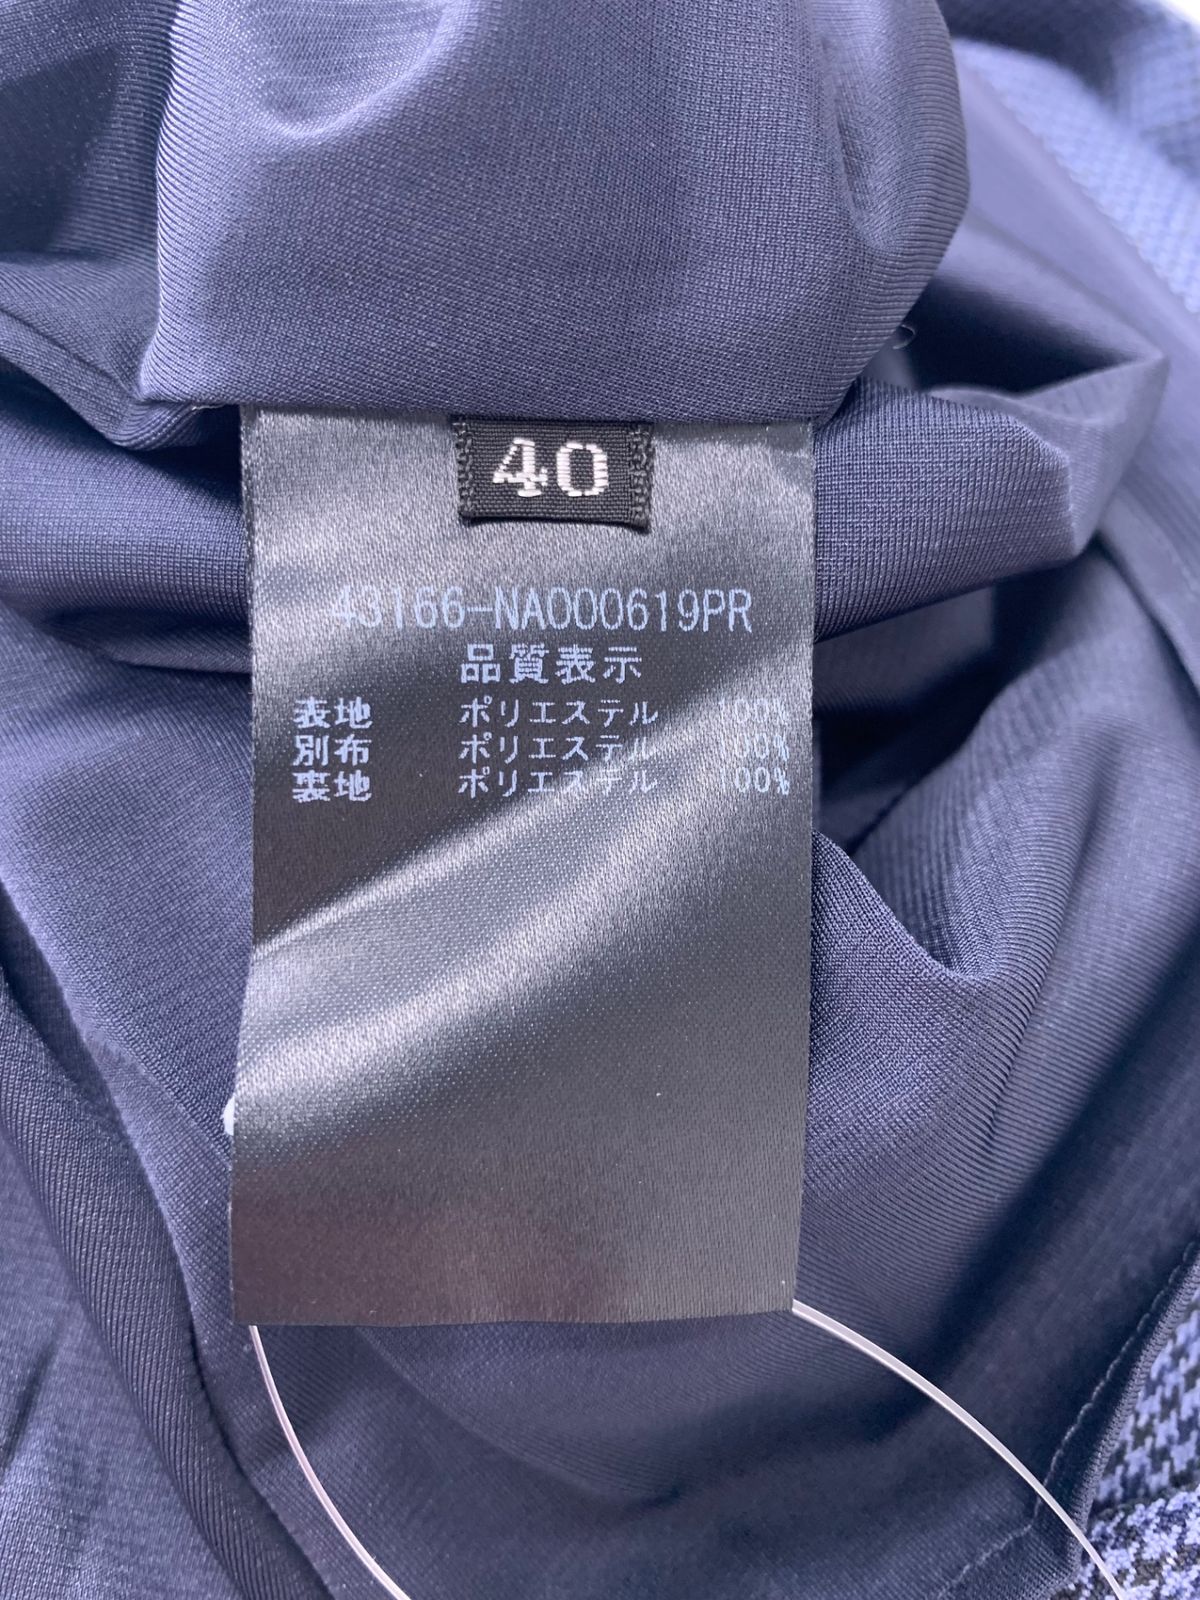 40
43166-NA000619PR
品質表示
表地 ポリエステル 100%
別布 ポリエステル 100%
裏地 ポリエステル 100%